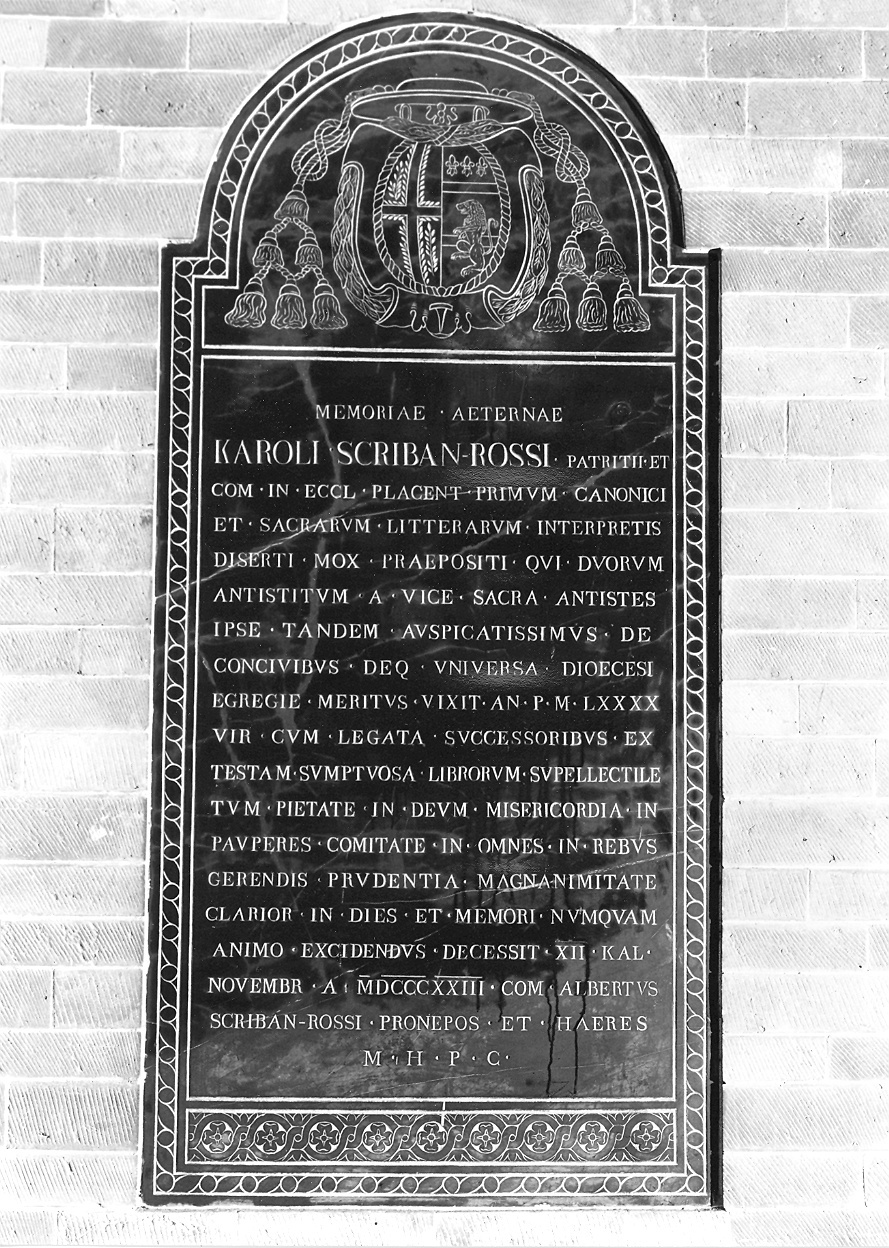 MEMORIAE · AETERNAE
KAROLI · SCRIBAN-ROSSI · PATRITII · ET
COM · IN · ECCL · PLACENT · PRIMVM · CANONICI
ET · SACRARVM · LITTERARVM · INTERPRETIS
DISERTI · MOX · PRAEPOSITI · QVI · DVORVM
ANTISTITVM · A · VICE · SACRA · ANTISTES
IPSE · TANDEM · AVSPICATISSIMVS · DE
CONCIVIBVS · DEQ · VNIVERSA · DIOECESI
EGREGIE · MERITVS · VIXIT · AN · P · M · LXXXX
VIR · CVM · LEGATA · SVCCESSORIBVS · EX
TESTAM · SVMPTVOSA · LIBRORVM · SVPELLECTILE
TVM · PIETATE · IN · DEVM · MISERICORDIA · IN
PAVPERES · COMITATE · IN · OMNES · IN · REBVS
GERENDIS · PRVDENTIA · MAGNANIMITATE
CLARIOR · IN · DIES · ET · MEMORI · NVMQVAM
ANIMO · EXCIDENDVS · DECESSIT · XII · KAL ·
NOVEMBR · A · MDCCCXXIII · COM · ALBERTVS
SCRIBAN-ROSSI · PRONEPOS · ET · HAERES
M · H · P · C ·